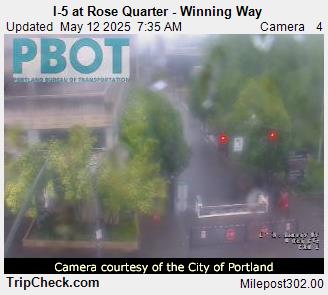 I-5 at Rose Quarter - Winning Way
Updated May 12 2025 7:35 AM Camera 4
PBOT
PORTLAND BUREAU OF TRANSPORTATION
Camera courtesy of the City of Portland
TripCheck.com Milepost302.00